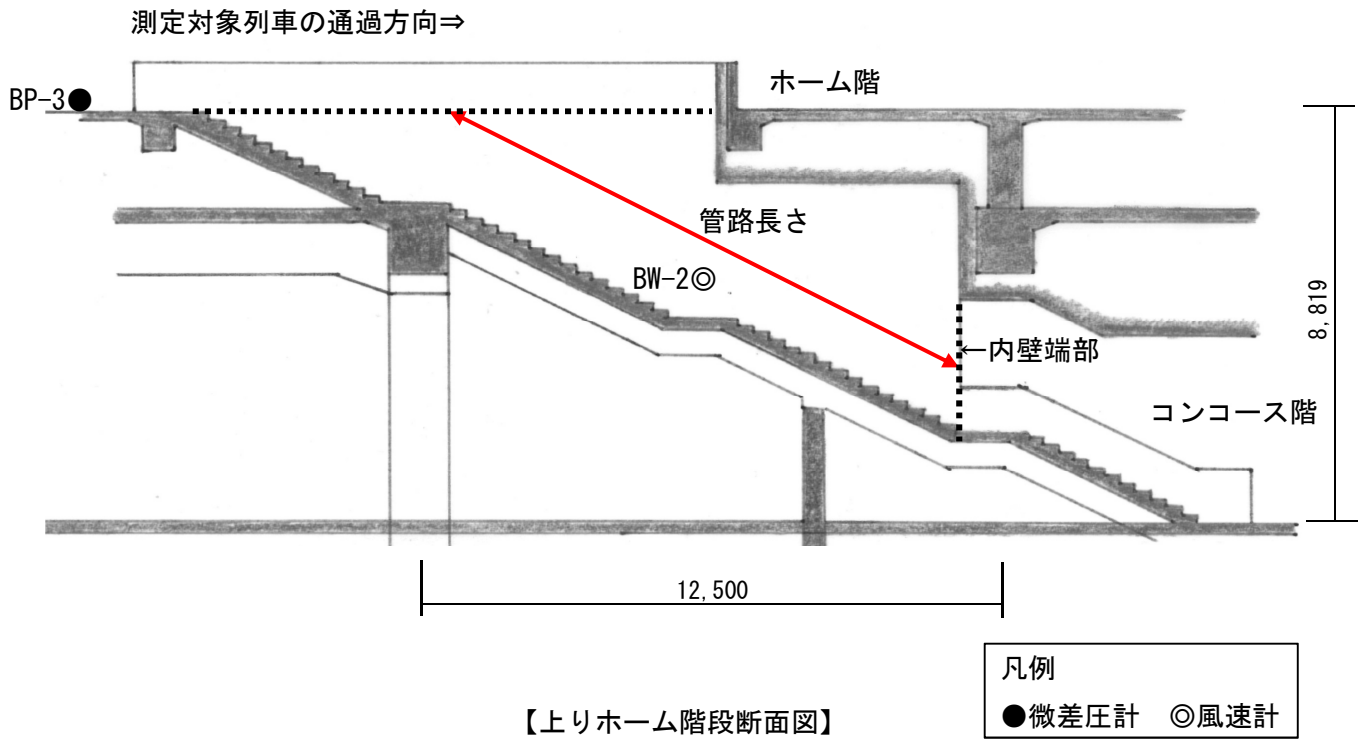 測定対象列車の通過方向⇒
ホーム階
BP-3●
管路長さ
BW-2◎
8,819
←内壁端部
コンコース階
12,500
凡例
●微差圧計 ◎風速計
【上りホーム階段断面図】